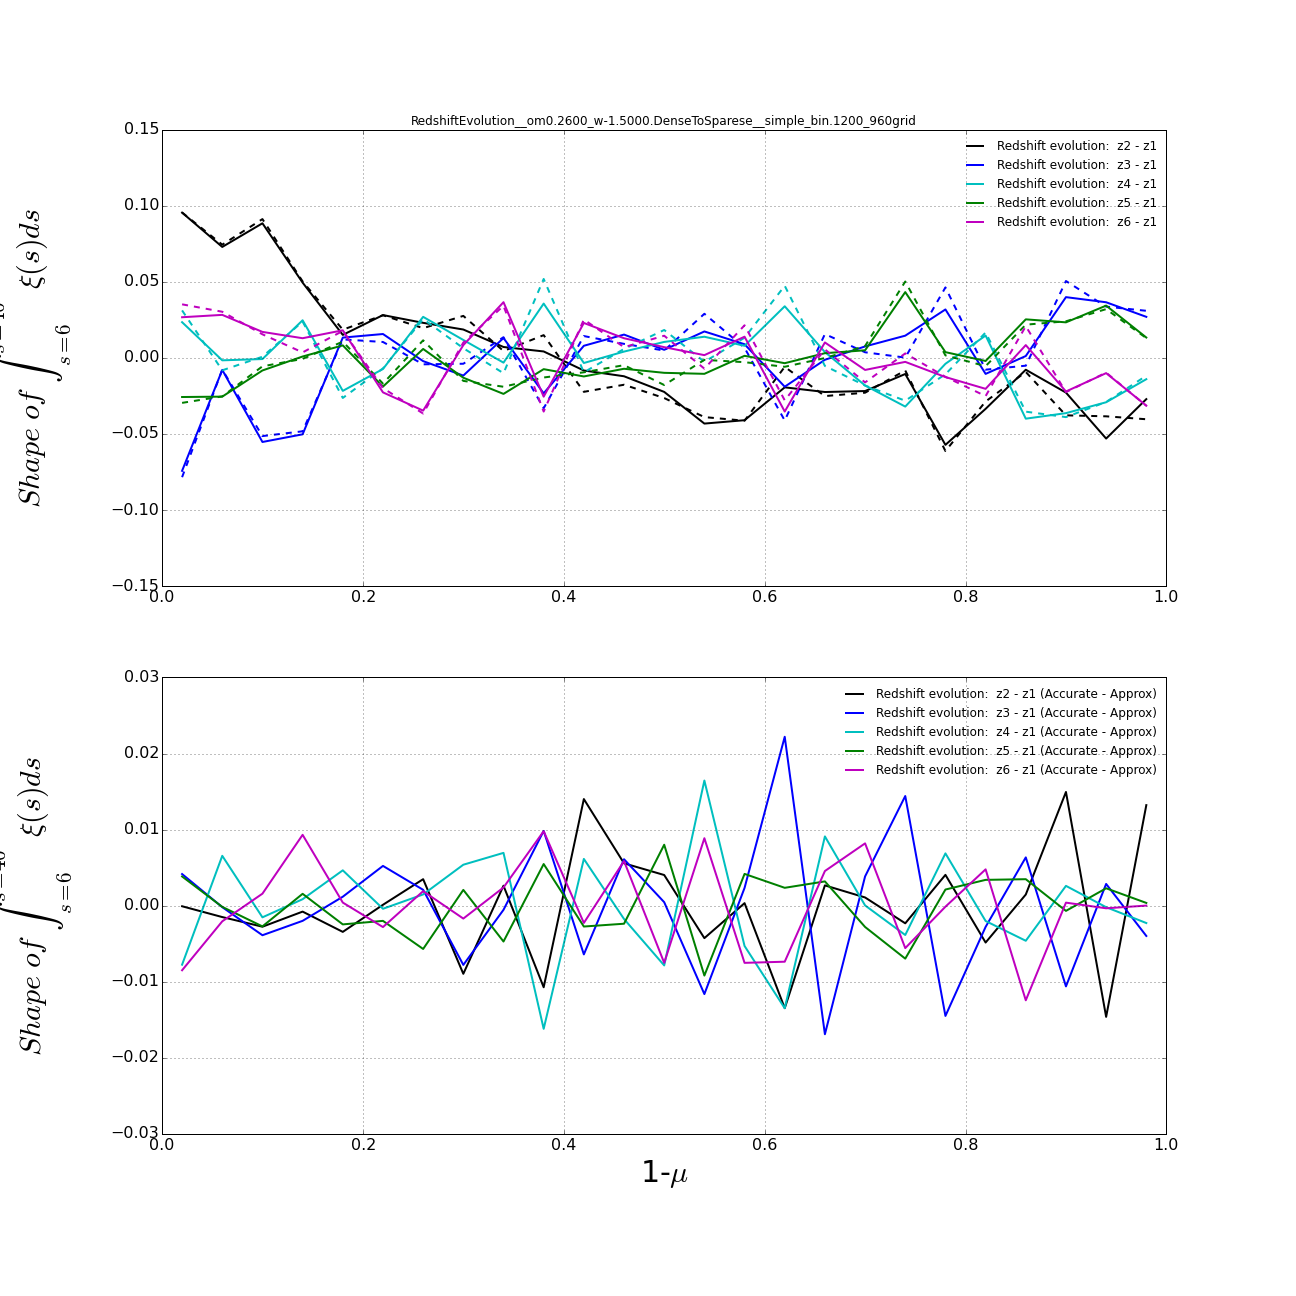 RedshiftEvolution__om0.2600_w-1.5000.DenseToSparese__simple_bin.1200_960grid
0.15
0.10
0.05
0.00
−0.05
−0.10
−0.15
Shape of ∫ s=6 ξ(s)ds
Redshift evolution: z2 - z1
Redshift evolution: z3 - z1
Redshift evolution: z4 - z1
Redshift evolution: z5 - z1
Redshift evolution: z6 - z1
0.0 0.2 0.4 0.6 0.8 1.0
0.03
0.02
0.01
0.00
−0.01
−0.02
−0.03
Shape of ∫ s=6 ξ(s)ds
Redshift evolution: z2 - z1 (Accurate - Approx)
Redshift evolution: z3 - z1 (Accurate - Approx)
Redshift evolution: z4 - z1 (Accurate - Approx)
Redshift evolution: z5 - z1 (Accurate - Approx)
Redshift evolution: z6 - z1 (Accurate - Approx)
0.0 0.2 0.4 0.6 0.8 1.0
1-μ